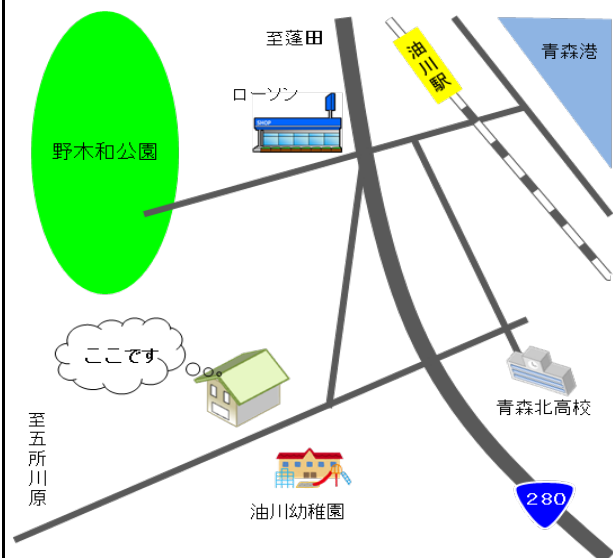 至蓬田
青森港
油川駅
ローソン
SHOP
野木和公園
ここです
青森北高校
至五所川原
280
油川幼稚園